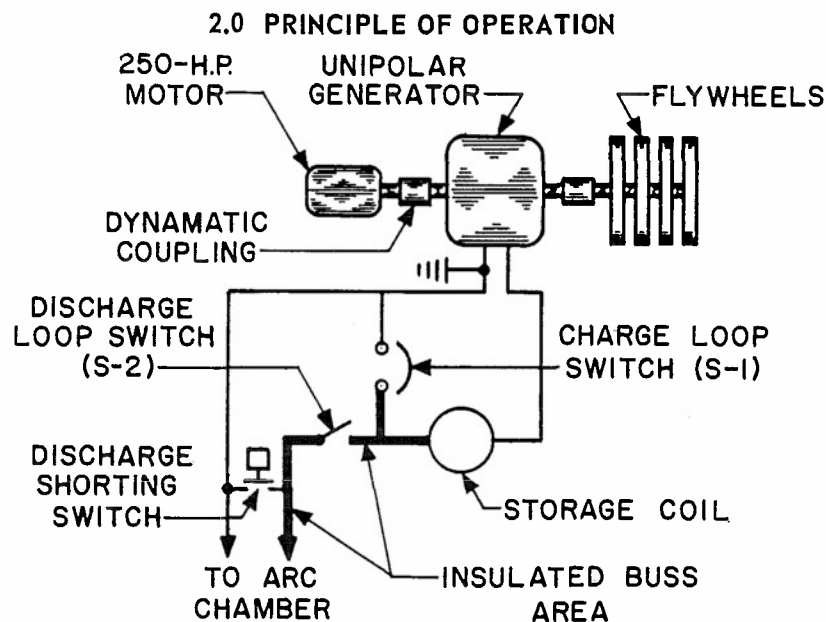 2.0 PRINCIPLE OF OPERATION
250-H.P.
MOTOR
UNIPOLAR
GENERATOR
FLYWHEELS
DYNAMATIC
COUPLING
DISCHARGE
LOOP SWITCH
(S-2)
CHARGE LOOP
SWITCH (S-1)
DISCHARGE
SHORTING
SWITCH
STORAGE COIL
TO ARC
CHAMBER
INSULATED BUSS
AREA